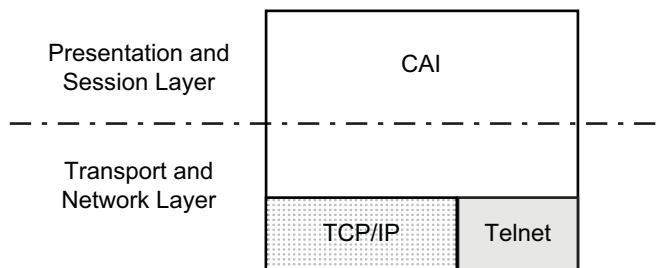 Presentation and
Session Layer
CAI
Transport and
Network Layer
TCP/IP
Telnet